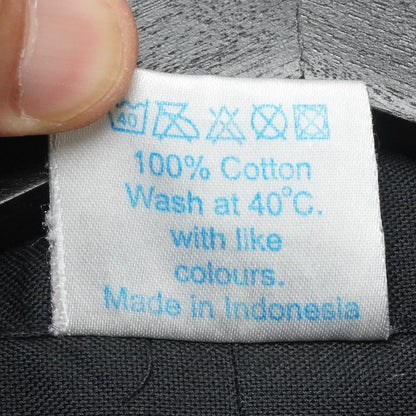 40
100% Cotton
Wash at 40°C.
with like
colours.
Made in Indonesia